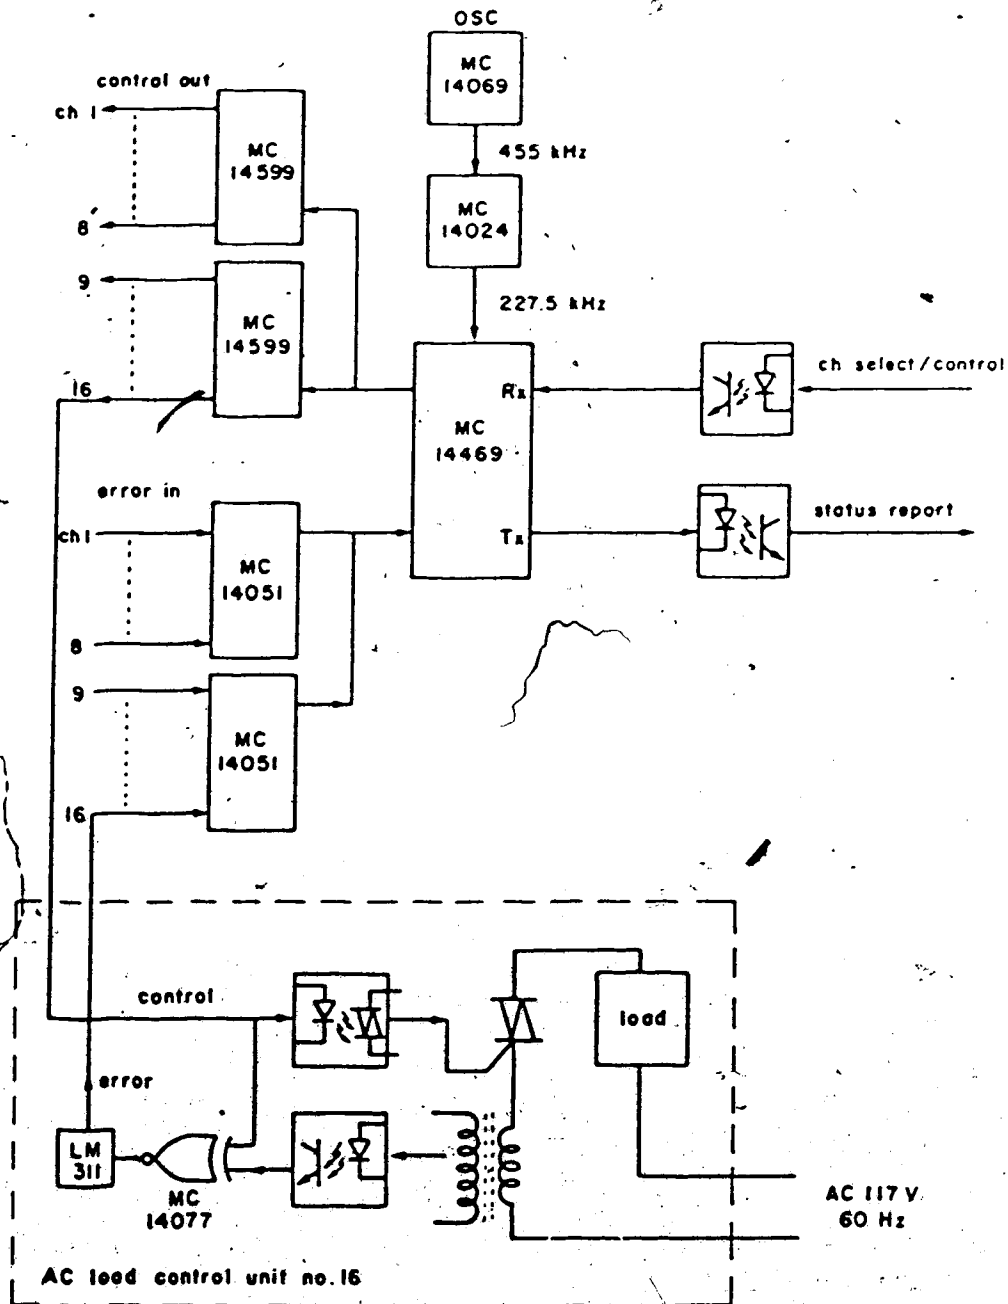 OSC
MC
14069
455 kHz
MC
14024
227.5 kHz
control out
ch 1
8
9
16
MC
14599
MC
14599
Rx
MC
14469
Tx
ch select/control
status report
error in
ch 1
8
9
16
MC
14051
MC
14051
control
error
LM
311
MC
14077
load
AC 117 V
60 Hz
AC load control unit no. 16